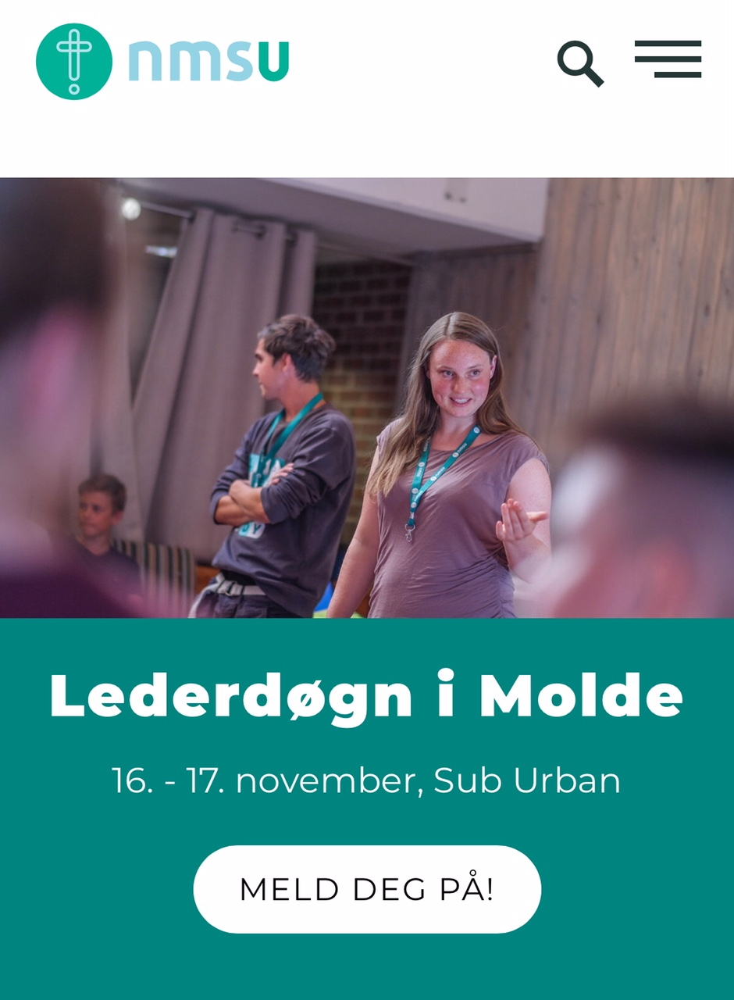 nmsu
Lederdøgn i Molde
16. - 17. november, Sub Urban
MELD DEG PÅ!